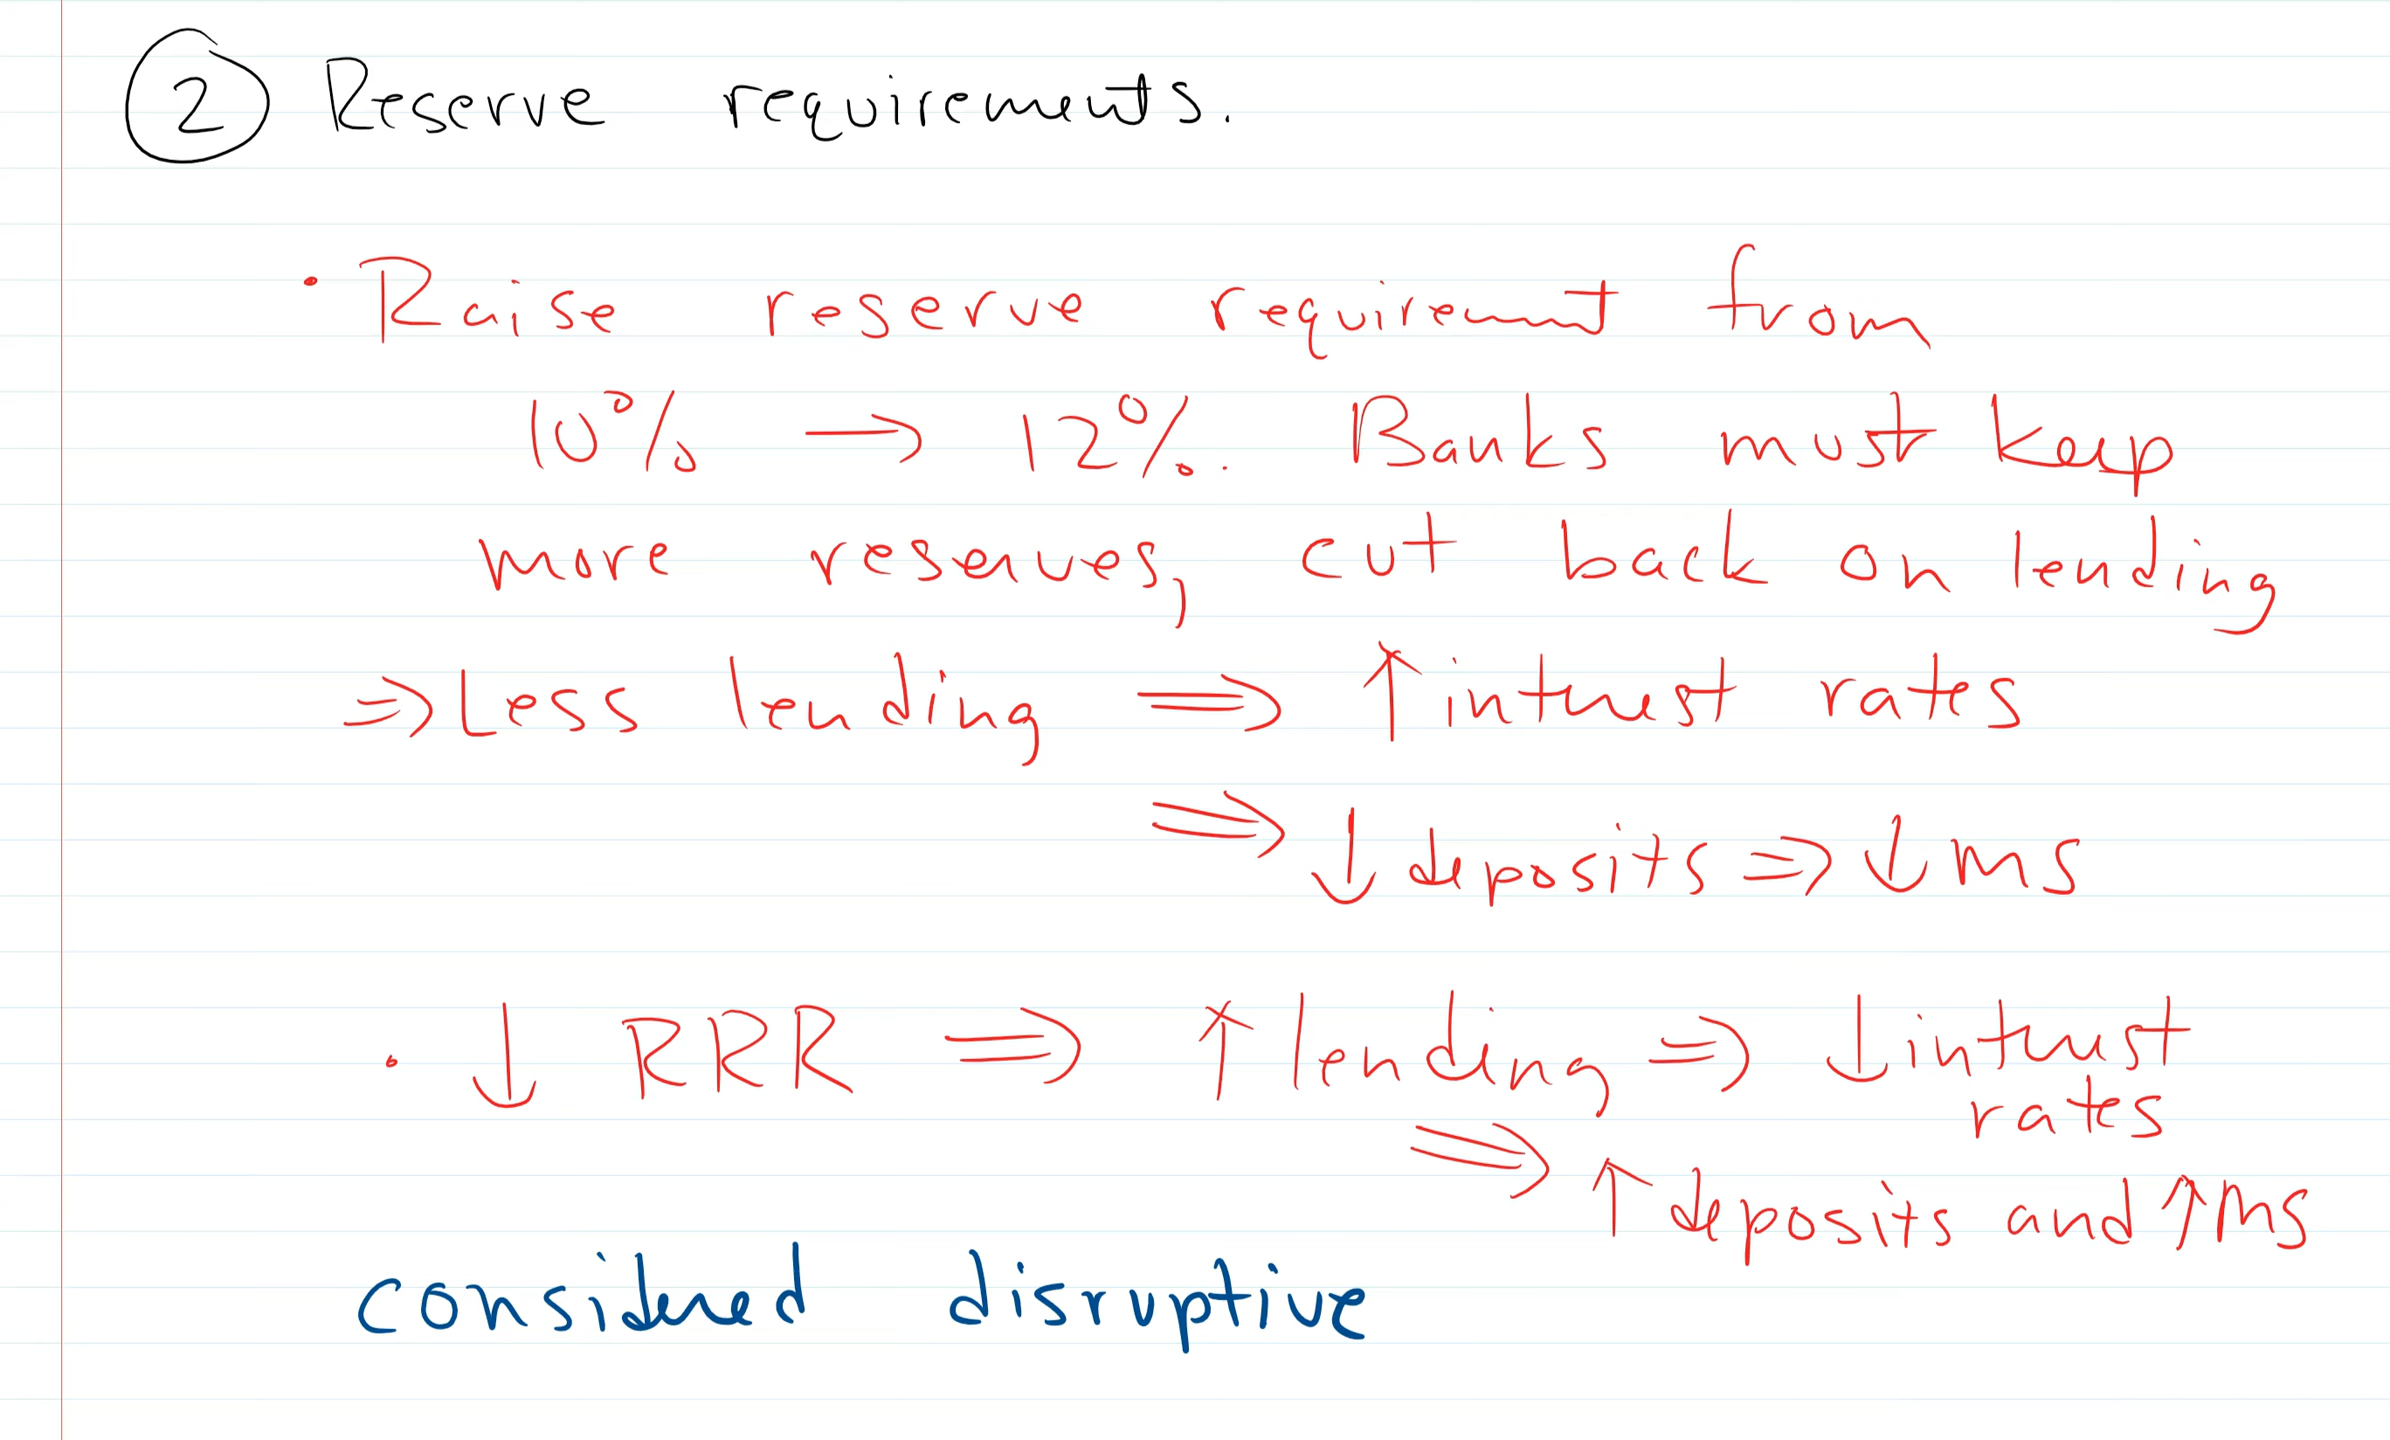 ② Reserve requirements.
• Raise reserve requirement from
10% → 12%. Banks must keep
more reserves, cut back on lending
⇒ Less lending ⇒ ↑ interest rates
⇒ ↓ deposits ⇒ ↓ ms
• ↓ RRR ⇒ ↑ lending ⇒ ↓ interest
rates
⇒ ↑ deposits and ↑ ms
considered disruptive